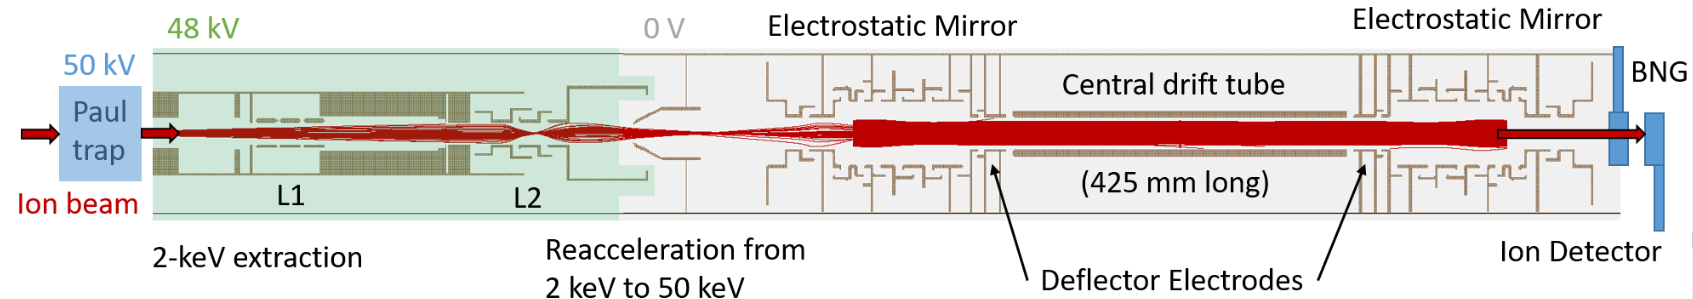 48 kV
0 V
Electrostatic Mirror
Electrostatic Mirror
50 kV
BNG
Paul
trap
Central drift tube
(425 mm long)
L1
L2
Ion beam
2-keV extraction
Reacceleration from
2 keV to 50 keV
Deflector Electrodes
Ion Detector